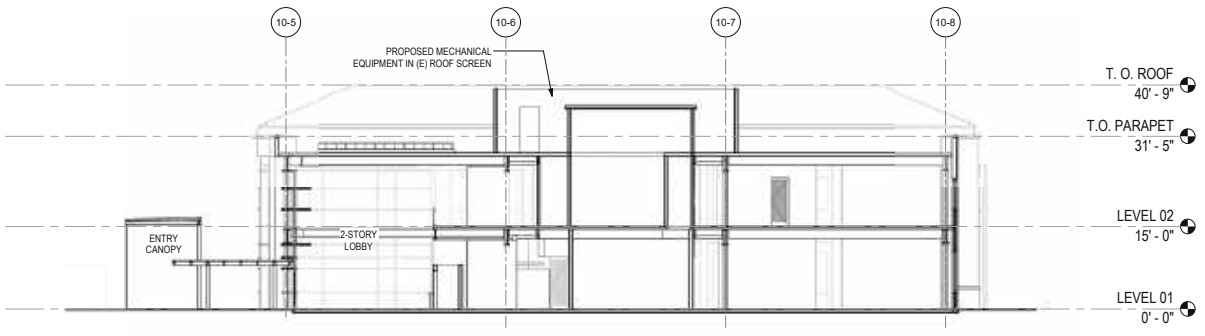 10-5
10-6
10-7
10-8
PROPOSED MECHANICAL
EQUIPMENT IN (E) ROOF SCREEN
T. O. ROOF
40' - 9"
T.O. PARAPET
31' - 5"
LEVEL 02
15' - 0"
ENTRY
CANOPY
2-STORY
LOBBY
LEVEL 01
0' - 0"